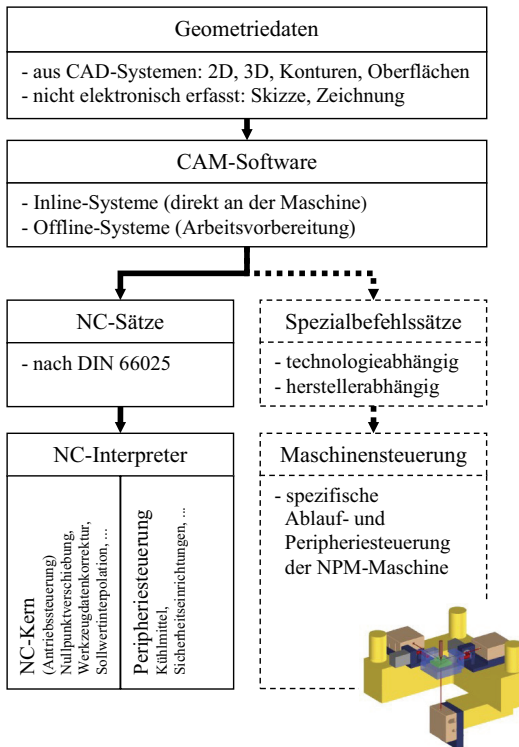 Geometriedaten
- aus CAD-Systemen: 2D, 3D, Konturen, Oberflächen
- nicht elektronisch erfasst: Skizze, Zeichnung
CAM-Software
- Inline-Systeme (direkt an der Maschine)
- Offline-Systeme (Arbeitsvorbereitung)
NC-Sätze
- nach DIN 66025
Spezialbefehlssätze
- technologieabhängig
- herstellerabhängig
NC-Interpreter
NC-Kern
(Antriebssteuerung)
Nullpunktverschiebung,
Werkzeugdatenkorrektur,
Sollwertinterpolation, ...
Peripheriesteuerung
Kühlmittel,
Sicherheitseinrichtungen, ...
Maschinensteuerung
- spezifische
Ablauf- und
Peripheriesteuerung
der NPM-Maschine